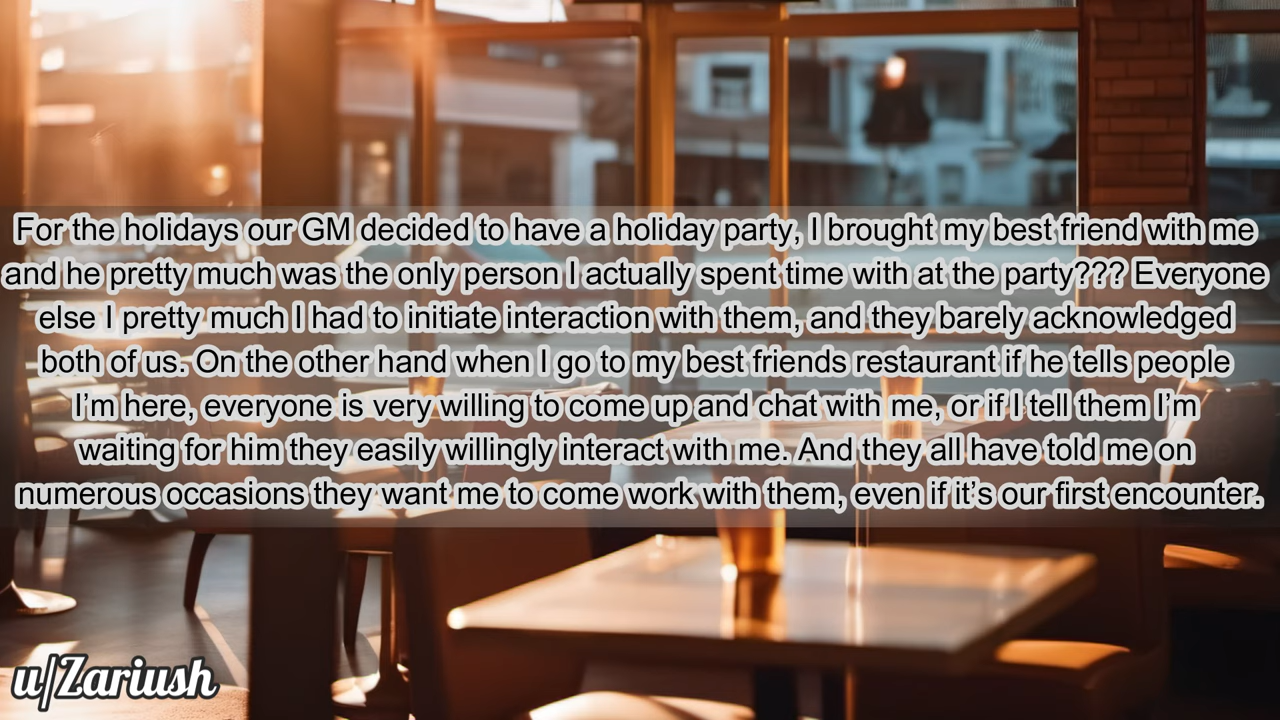 For the holidays our GM decided to have a holiday party, I brought my best friend with me
and he pretty much was the only person I actually spent time with at the party??? Everyone
else I pretty much I had to initiate interaction with them, and they barely acknowledged
both of us. On the other hand when I go to my best friends restaurant if he tells people
I’m here, everyone is very willing to come up and chat with me, or if I tell them I’m
waiting for him they easily willingly interact with me. And they all have told me on
numerous occasions they want me to come work with them, even if it’s our first encounter.
u/Zariush